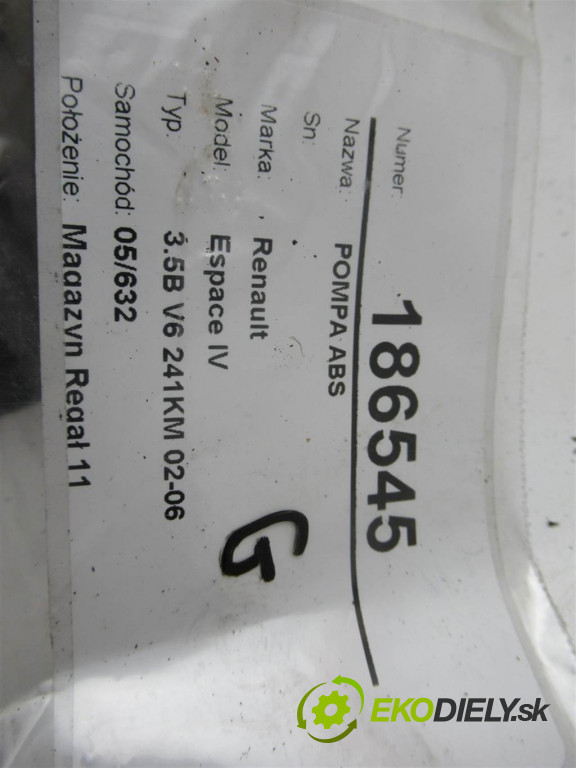 Numer: 186545
Nazwa: POMPA ABS
Sn:
Marka: Renault
Model: Espace IV
Typ: 3.5B V6 241KM 02-06
Samochód: 05/632
Położenie: Magazyn Regał 11
G
EKODIELY.sk